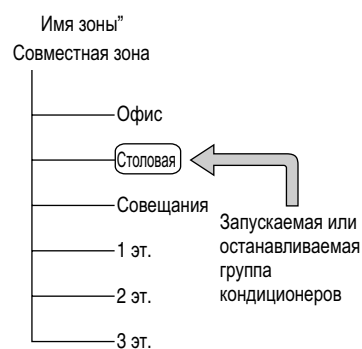 Имя зоны”
Совместная зона
Офис
Столовая
Совещания
Запускаемая или
останавливаемая
группа
кондиционеров
1 эт.
2 эт.
3 эт.